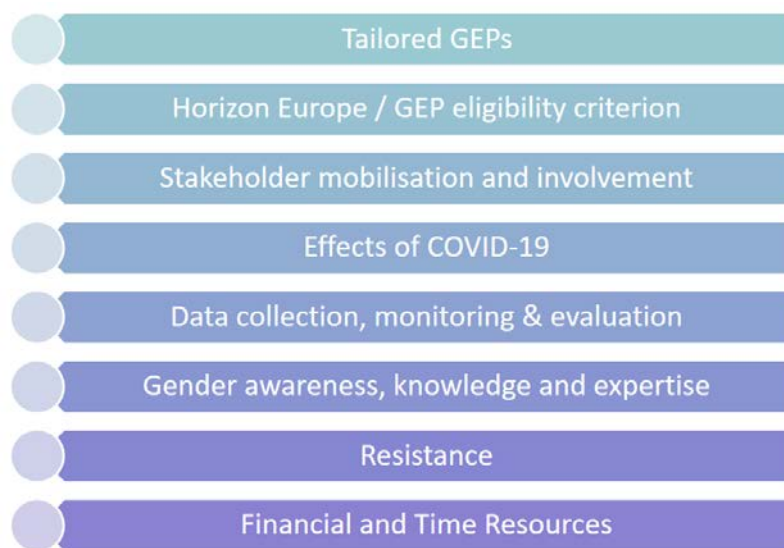 Tailored GEPs
Horizon Europe / GEP eligibility criterion
Stakeholder mobilisation and involvement
Effects of COVID-19
Data collection, monitoring & evaluation
Gender awareness, knowledge and expertise
Resistance
Financial and Time Resources